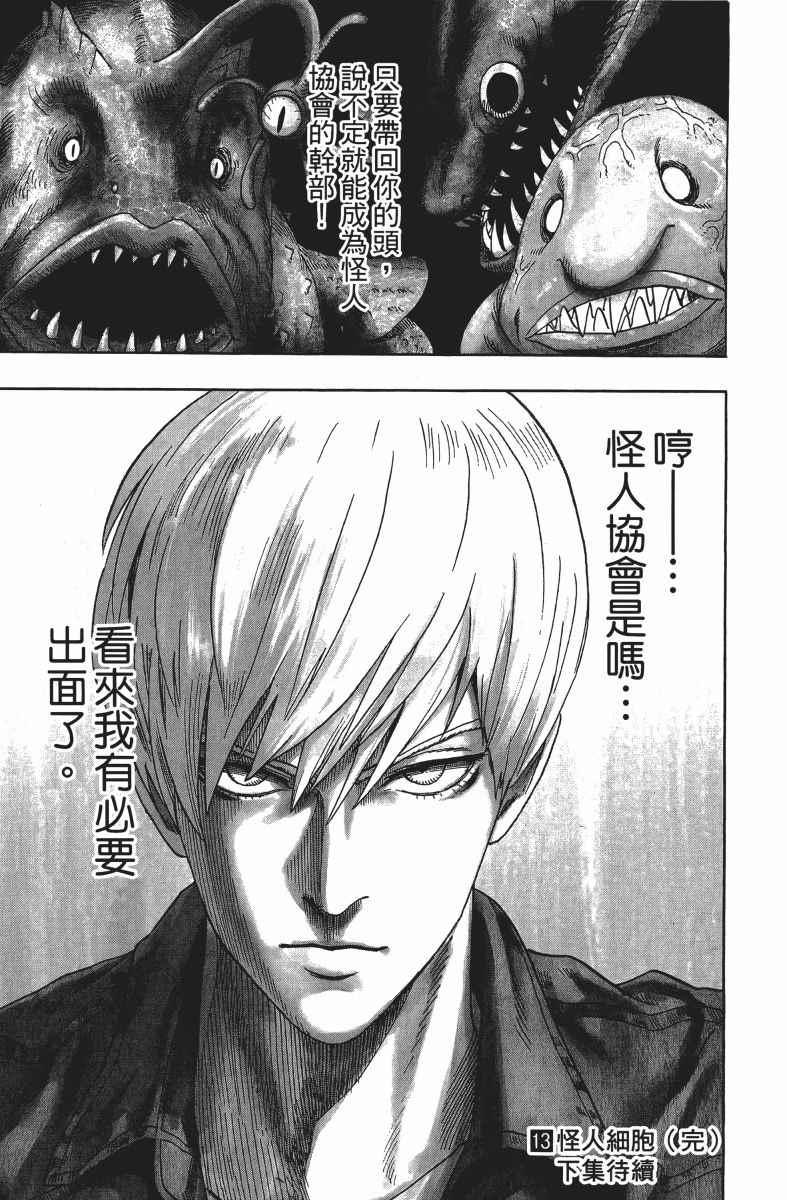 只要帶回你的頭，
說不定就能成為怪人
協會的幹部！
哼——…
怪人協會是嗎…
看來我有必要
出面了。
13 怪人細胞（完）
下集待續